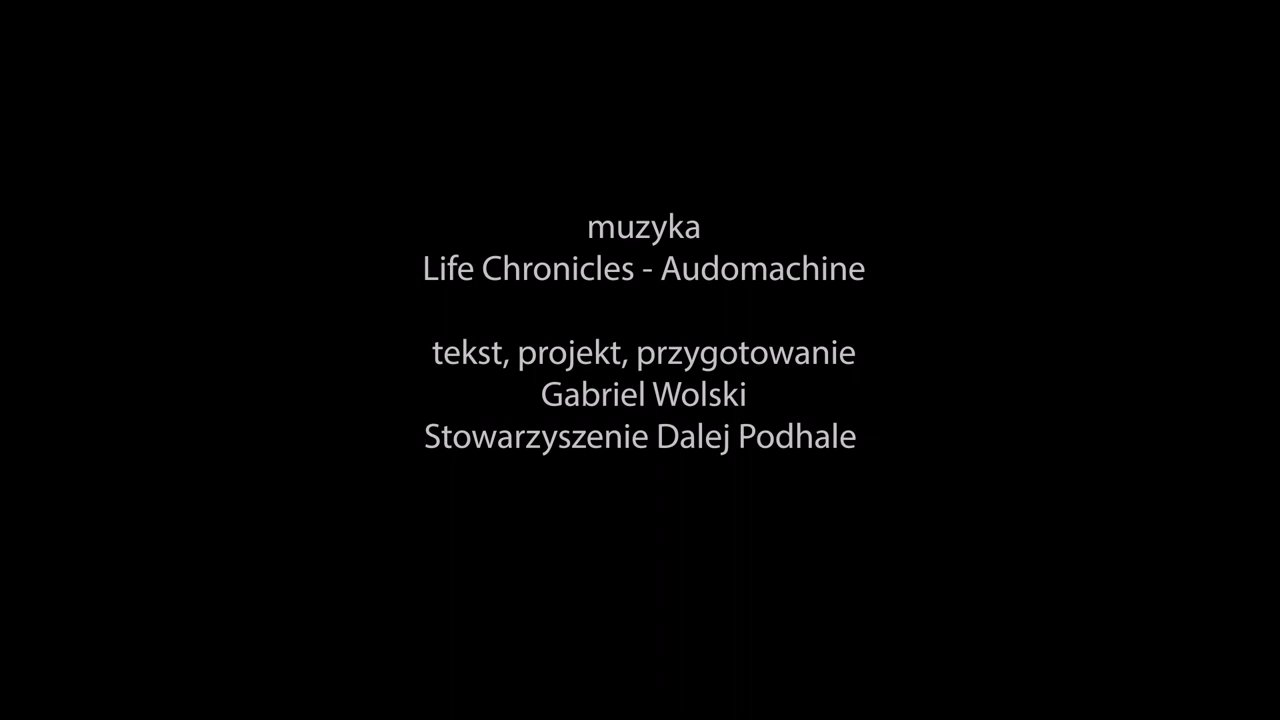 muzyka
Life Chronicles - Audomachine
tekst, projekt, przygotowanie
Gabriel Wolski
Stowarzyszenie Dalej Podhale